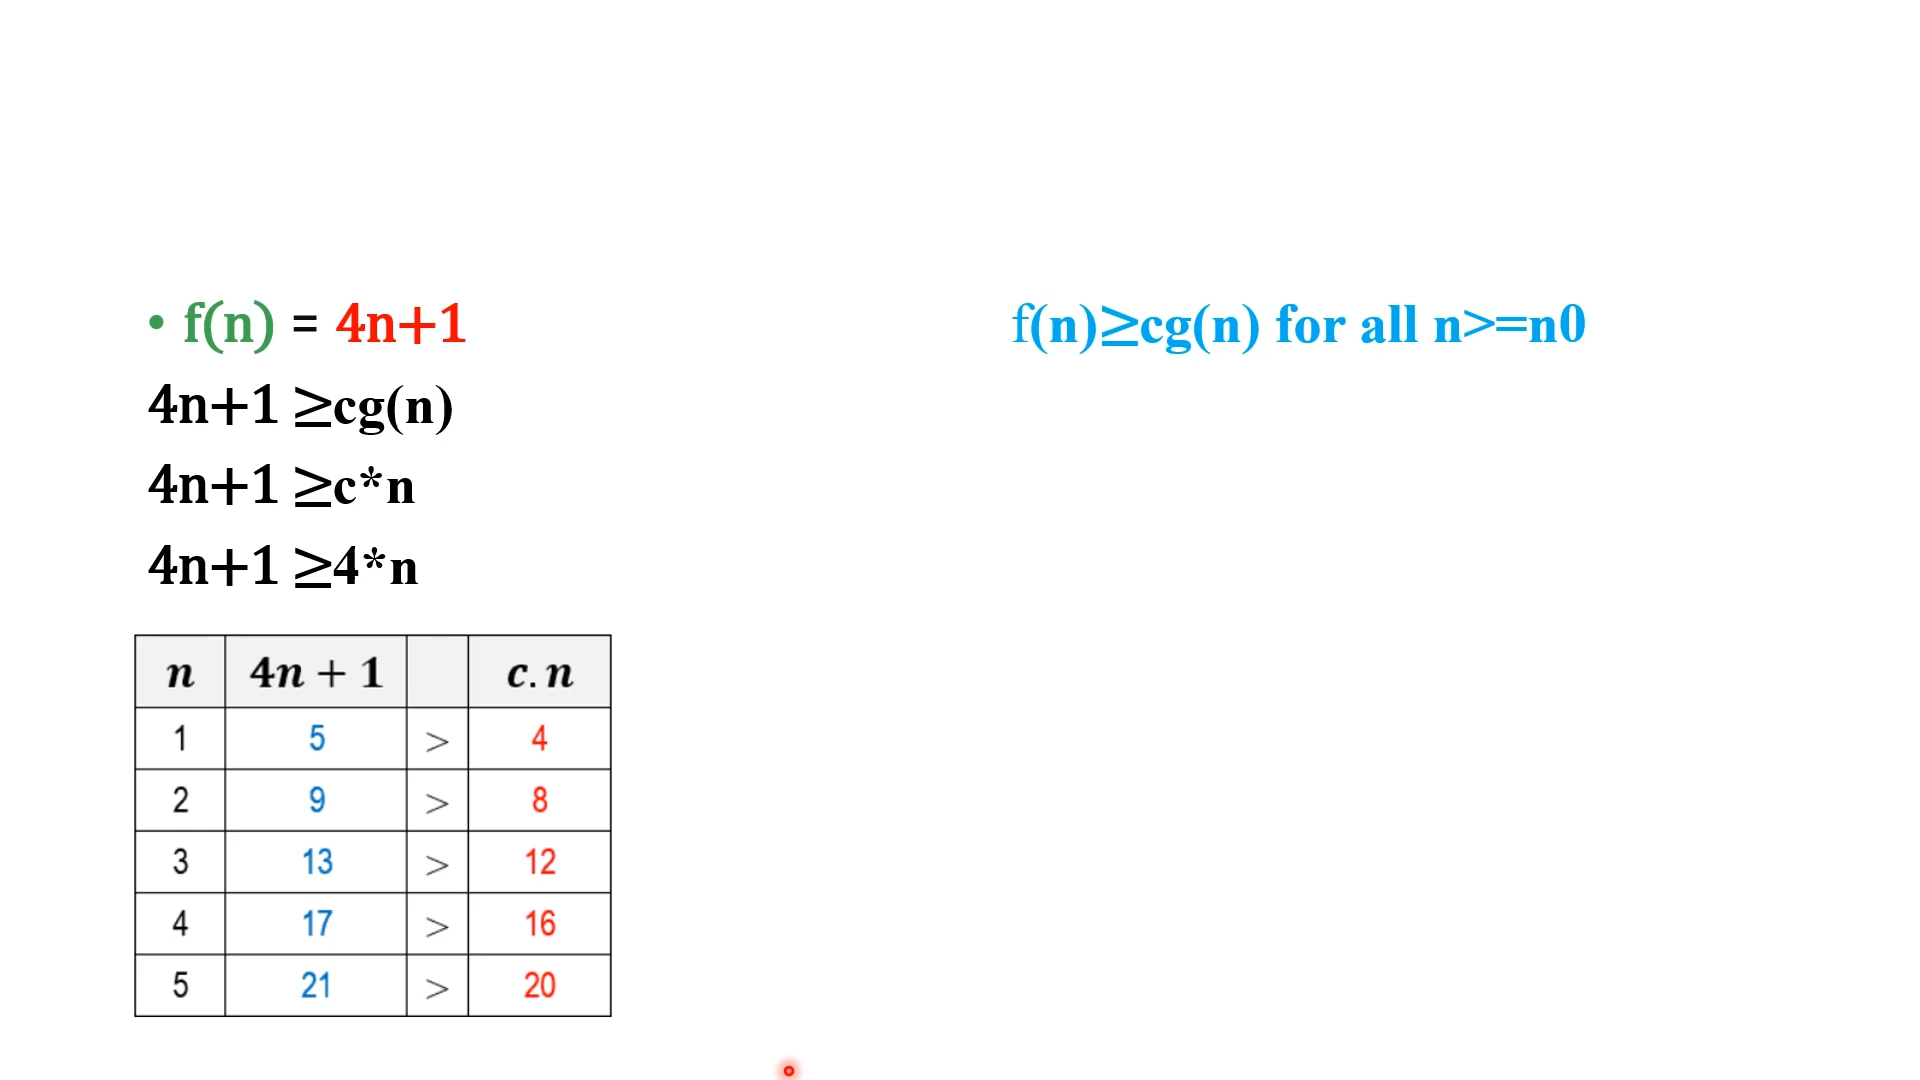 • f(n) = 4n+1
f(n)≥cg(n) for all n>=n0
4n+1 ≥cg(n)
4n+1 ≥c*n
4n+1 ≥4*n
n 4n + 1 c. n
1 5 > 4
2 9 > 8
3 13 > 12
4 17 > 16
5 21 > 20